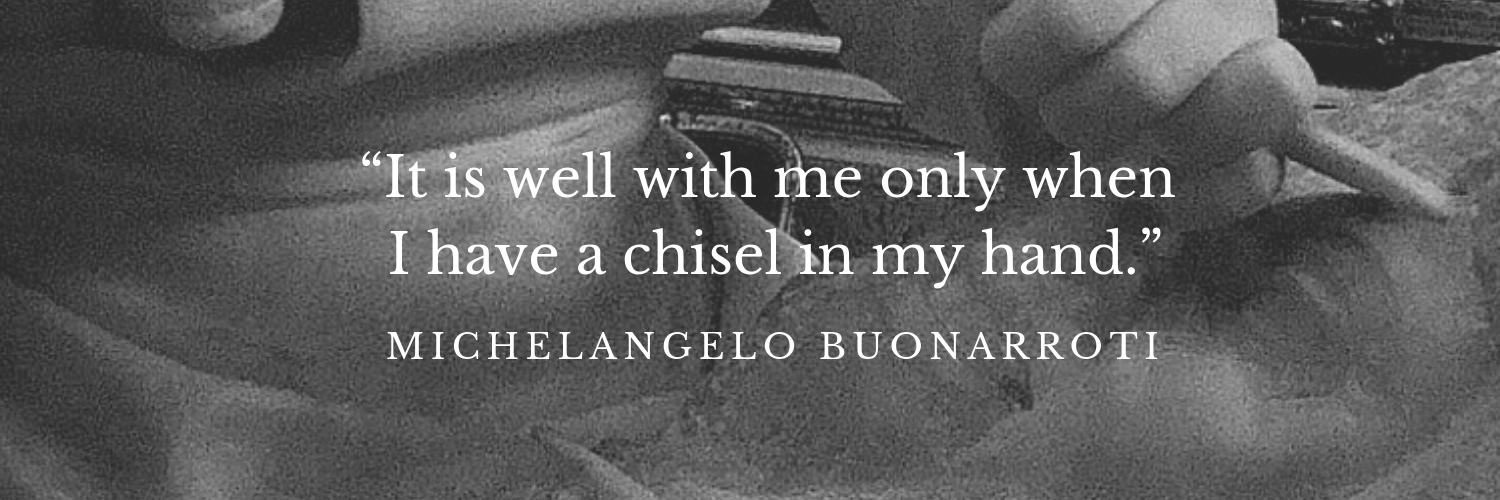 “It is well with me only when
I have a chisel in my hand.”
MICHELANGELO BUONARROTI